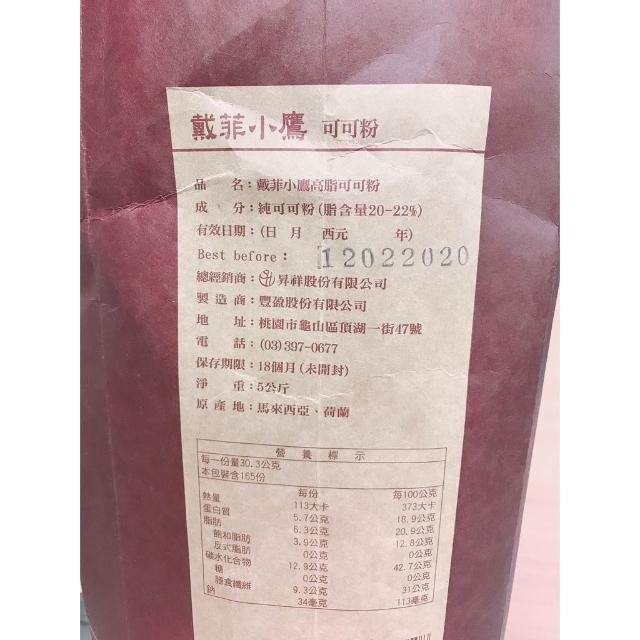 戴菲小鷹 可可粉
品 名：戴菲小鷹高脂可可粉
成 分：純可可粉(脂含量20-22%)
有效日期：(日 月 西元 年)
Best before： 12022020
總經銷商： 昇祥股份有限公司
製造商：豐盈股份有限公司
地 址：桃園市龜山區頂湖一街47號
電 話：(03)397-0677
保存期限：18個月(未開封)
淨 重：5公斤
原產地：馬來西亞、荷蘭
營養標示
每一份量30.3公克
本包裝含165份
每份 每100公克
熱量 113大卡 373大卡
蛋白質 5.7公克 18.9公克
脂肪 6.3公克 20.9公克
飽和脂肪 3.9公克 12.8公克
反式脂肪 0公克 0公克
碳水化合物 12.9公克 42.7公克
糖 0公克 0公克
膳食纖維 9.3公克 31公克
鈉 34毫克 113毫克